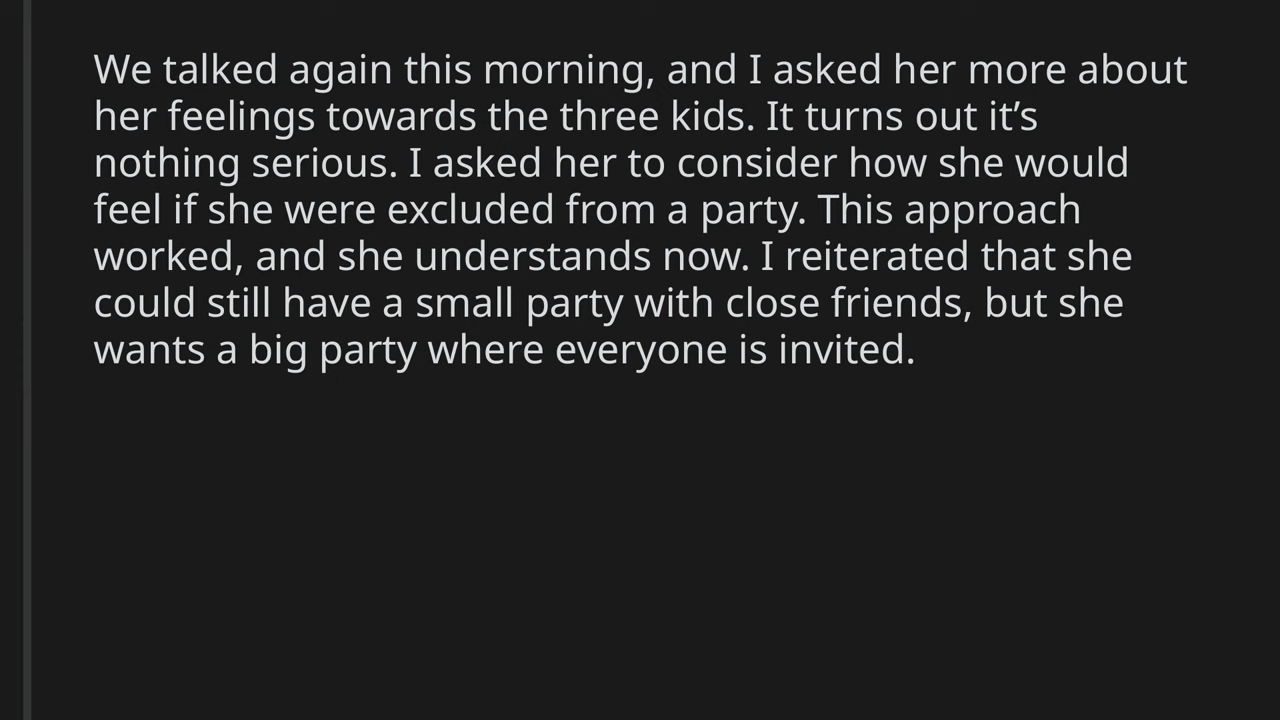 We talked again this morning, and I asked her more about
her feelings towards the three kids. It turns out it’s
nothing serious. I asked her to consider how she would
feel if she were excluded from a party. This approach
worked, and she understands now. I reiterated that she
could still have a small party with close friends, but she
wants a big party where everyone is invited.